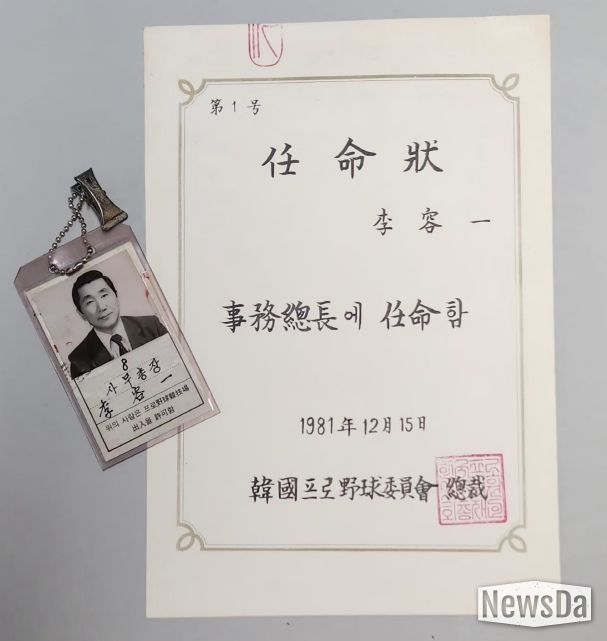 第1号
任命狀
李容一
事務總長에 任命함
1981年12月15日
韓國프로野球委員會 總裁
8
사무총장
李容一
위의 사람은 프로野球競技場
出入을 許可함
NewsDa